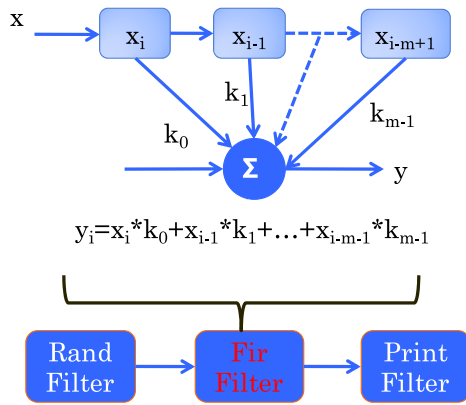 x
xᵢ xᵢ₋₁ xᵢ₋ₘ₊₁
k₀ k₁ kₘ₋₁
Σ y
yᵢ=xᵢ*k₀+xᵢ₋₁*k₁+…+xᵢ₋ₘ₋₁*kₘ₋₁
Rand
Filter
Fir
Filter
Print
Filter